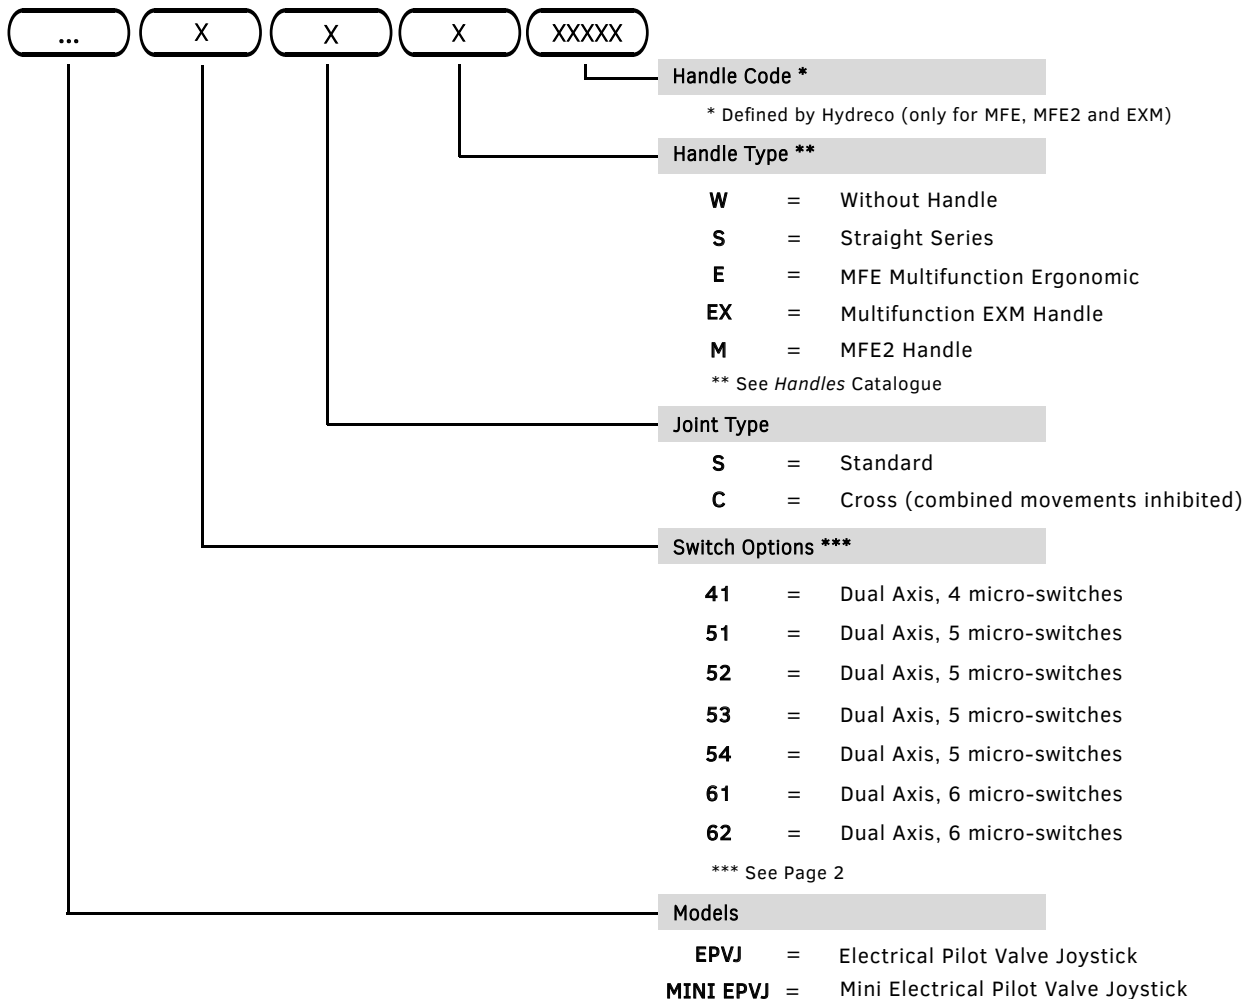 ... X X X XXXXX
Handle Code *
* Defined by Hydreco (only for MFE, MFE2 and EXM)
Handle Type **
W = Without Handle
S = Straight Series
E = MFE Multifunction Ergonomic
EX = Multifunction EXM Handle
M = MFE2 Handle
** See Handles Catalogue
Joint Type
S = Standard
C = Cross (combined movements inhibited)
Switch Options ***
41 = Dual Axis, 4 micro-switches
51 = Dual Axis, 5 micro-switches
52 = Dual Axis, 5 micro-switches
53 = Dual Axis, 5 micro-switches
54 = Dual Axis, 5 micro-switches
61 = Dual Axis, 6 micro-switches
62 = Dual Axis, 6 micro-switches
*** See Page 2
Models
EPVJ = Electrical Pilot Valve Joystick
MINI EPVJ = Mini Electrical Pilot Valve Joystick